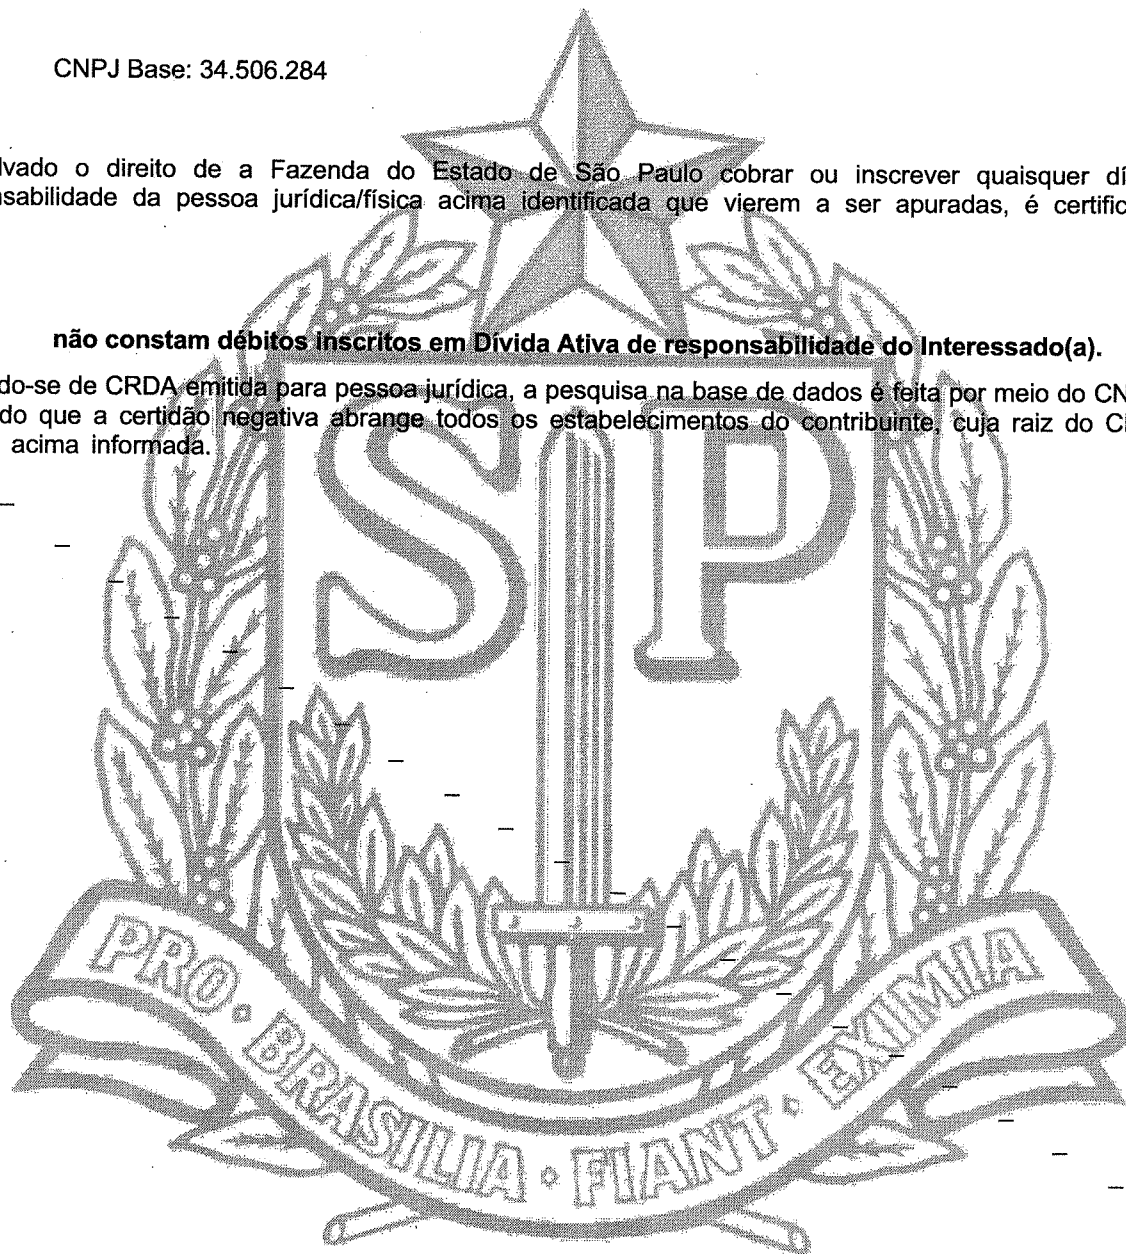 CNPJ Base: 34.506.284
lvado o direito de a Fazenda do Estado de São Paulo cobrar ou inscrever quaisquer dí
nsabilidade da pessoa jurídica/física acima identificada que vierem a ser apuradas, é certific
não constam débitos inscritos em Dívida Ativa de responsabilidade do Interessado(a).
do-se de CRDA emitida para pessoa jurídica, a pesquisa na base de dados é feita por meio do CN
do que a certidão negativa abrange todos os estabelecimentos do contribuinte, cuja raiz do C
acima informada.
SP
PRO · BRASILIA · FIANT · EXIMIA